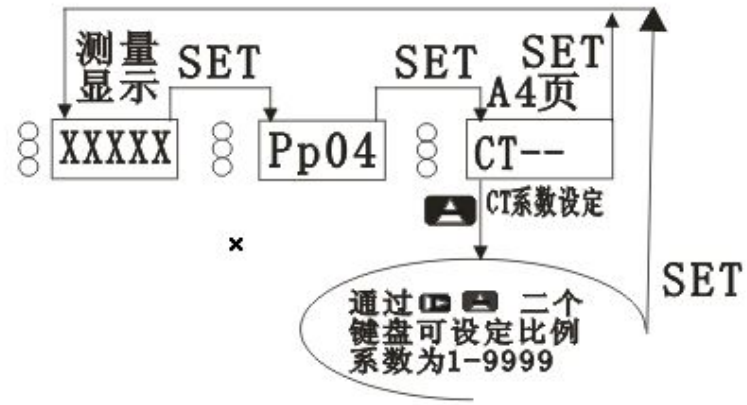 测量
显示
SET
SET
SET
A4页
XXXXX
Pp04
CT--
CT系数设定
SET
通过 二个
键盘可设定比例
系数为1-9999